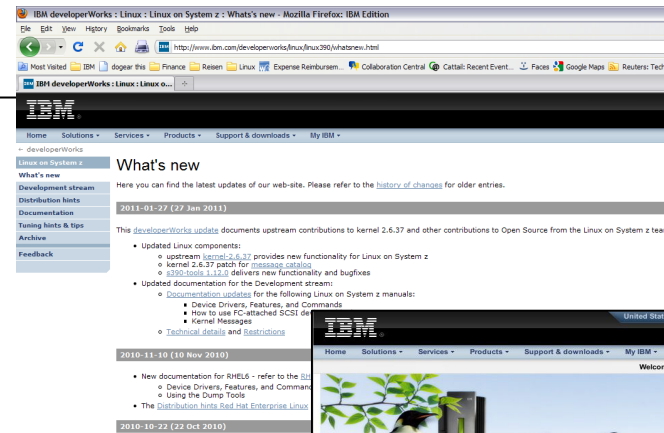 IBM developerWorks : Linux : Linux on System z : Whats's new - Mozilla Firefox: IBM Edition
File Edit View History Bookmarks Tools Help
http://www.ibm.com/developerworks/linux/linux390/whatsnew.html
Most Visited IBM dogear this Finance Reisen Linux Expense Reimbursem... Collaboration Central Cattail: Recent Event... Faces Google Maps Reuters: Tech
IBM developerWorks : Linux : Linux o...
IBM
Home Solutions Services Products Support & downloads My IBM
developerWorks
Linux on System z
What's new
Development stream
Distribution hints
Documentation
Tuning hints & tips
Archive
Feedback
What's new
Here you can find the latest updates of our web-site. Please refer to the history of changes for older entries.
2011-01-27 (27 Jan 2011)
This developerWorks update documents upstream contributions to kernel 2.6.37 and other contributions to Open Source from the Linux on System z tea
Updated Linux components:
upstream kernel-2.6.37 provides new functionality for Linux on System z
kernel 2.6.37 patch for message catalog
s390-tools 1.12.0 delivers new functionality and bugfixes
Updated documentation for the Development stream:
Documentation updates for the following Linux on System z manuals:
Device Drivers, Features, and Commands
How to use FC-attached SCSI de
Kernel Messages
Technical details and Restrictions
2010-11-10 (10 Nov 2010)
New documentation for RHEL6 - refer to the RH
Device Drivers, Features, and Comman
Using the Dump Tools
The Distribution hints Red Hat Enterprise Linux
2010-10-22 (22 Oct 2010)
IBM
United Stat
Home Solutions Services Products Support & downloads My IBM
Welcor